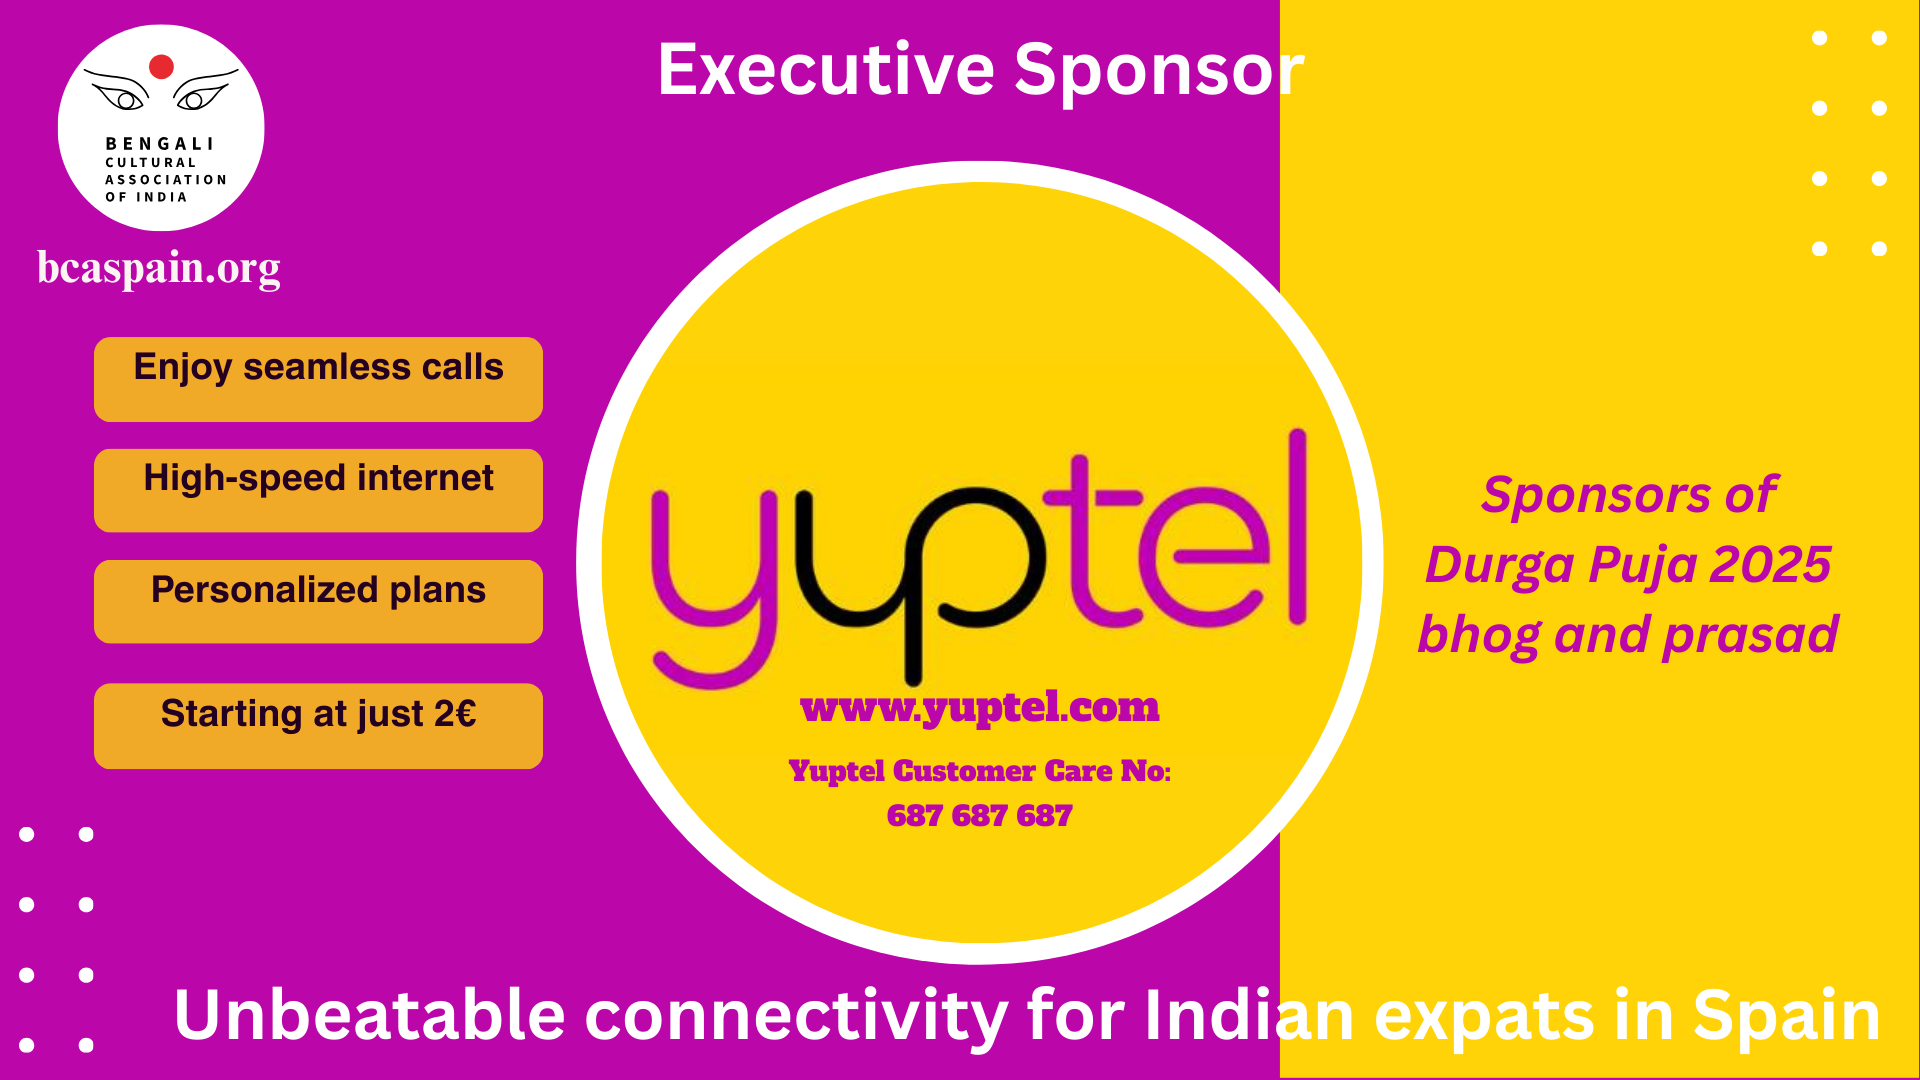 Executive Sponsor
BENGALI
CULTURAL
ASSOCIATION
OF INDIA
bcaspain.org
Enjoy seamless calls
High-speed internet
Personalized plans
Starting at just 2€
yuptel
www.yuptel.com
Yuptel Customer Care No:
687 687 687
Sponsors of
Durga Puja 2025
bhog and prasad
Unbeatable connectivity for Indian expats in Spain